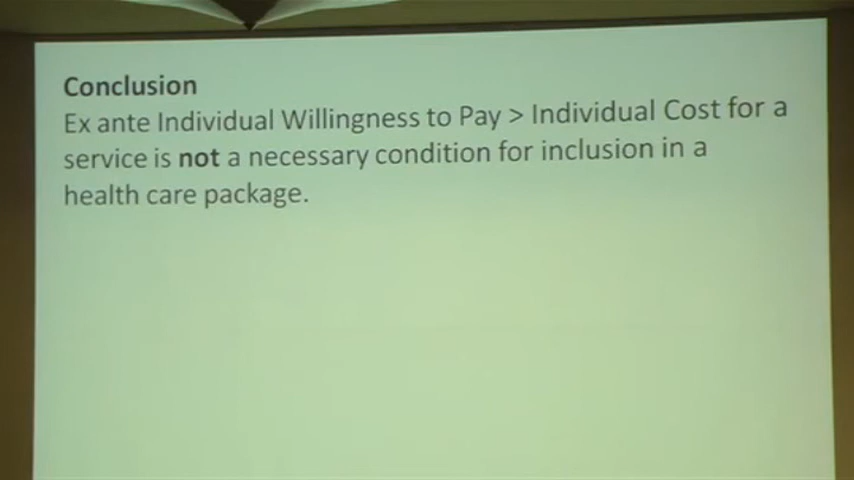 Conclusion
Ex ante Individual Willingness to Pay > Individual Cost for a
service is not a necessary condition for inclusion in a
health care package.